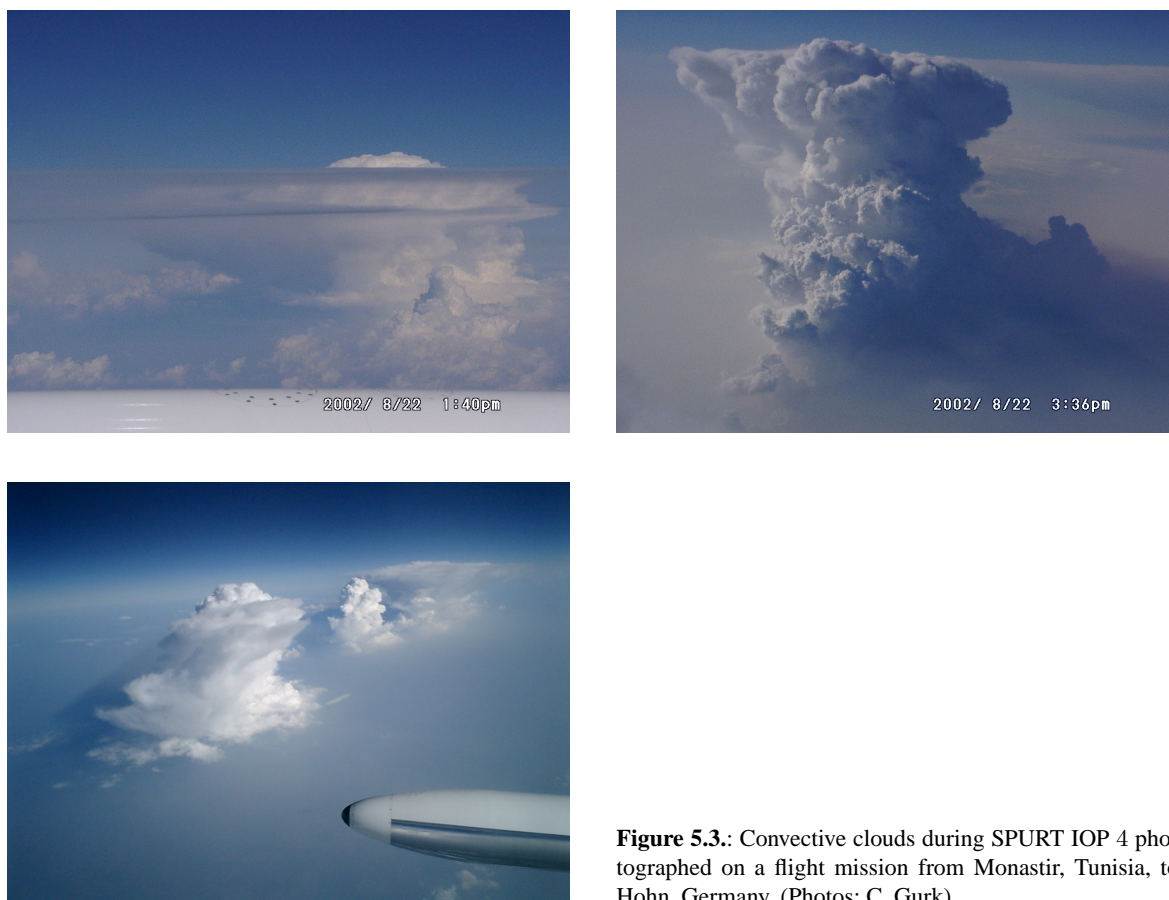 2002/ 8/22 1:40pm
2002/ 8/22 3:36pm
Figure 5.3.: Convective clouds during SPURT IOP 4 pho
tographed on a flight mission from Monastir, Tunisia, to
Hohn, Germany. (Photos: C. Gurk)